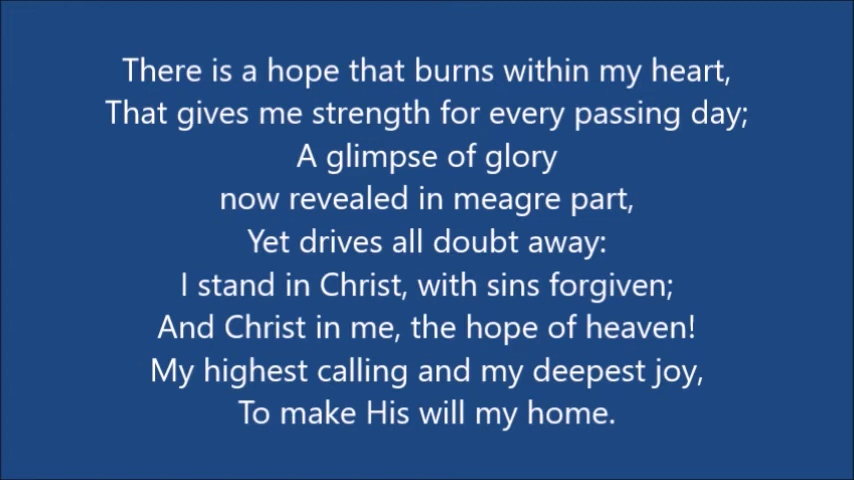 There is a hope that burns within my heart,
That gives me strength for every passing day;
A glimpse of glory
now revealed in meagre part,
Yet drives all doubt away:
I stand in Christ, with sins forgiven;
And Christ in me, the hope of heaven!
My highest calling and my deepest joy,
To make His will my home.